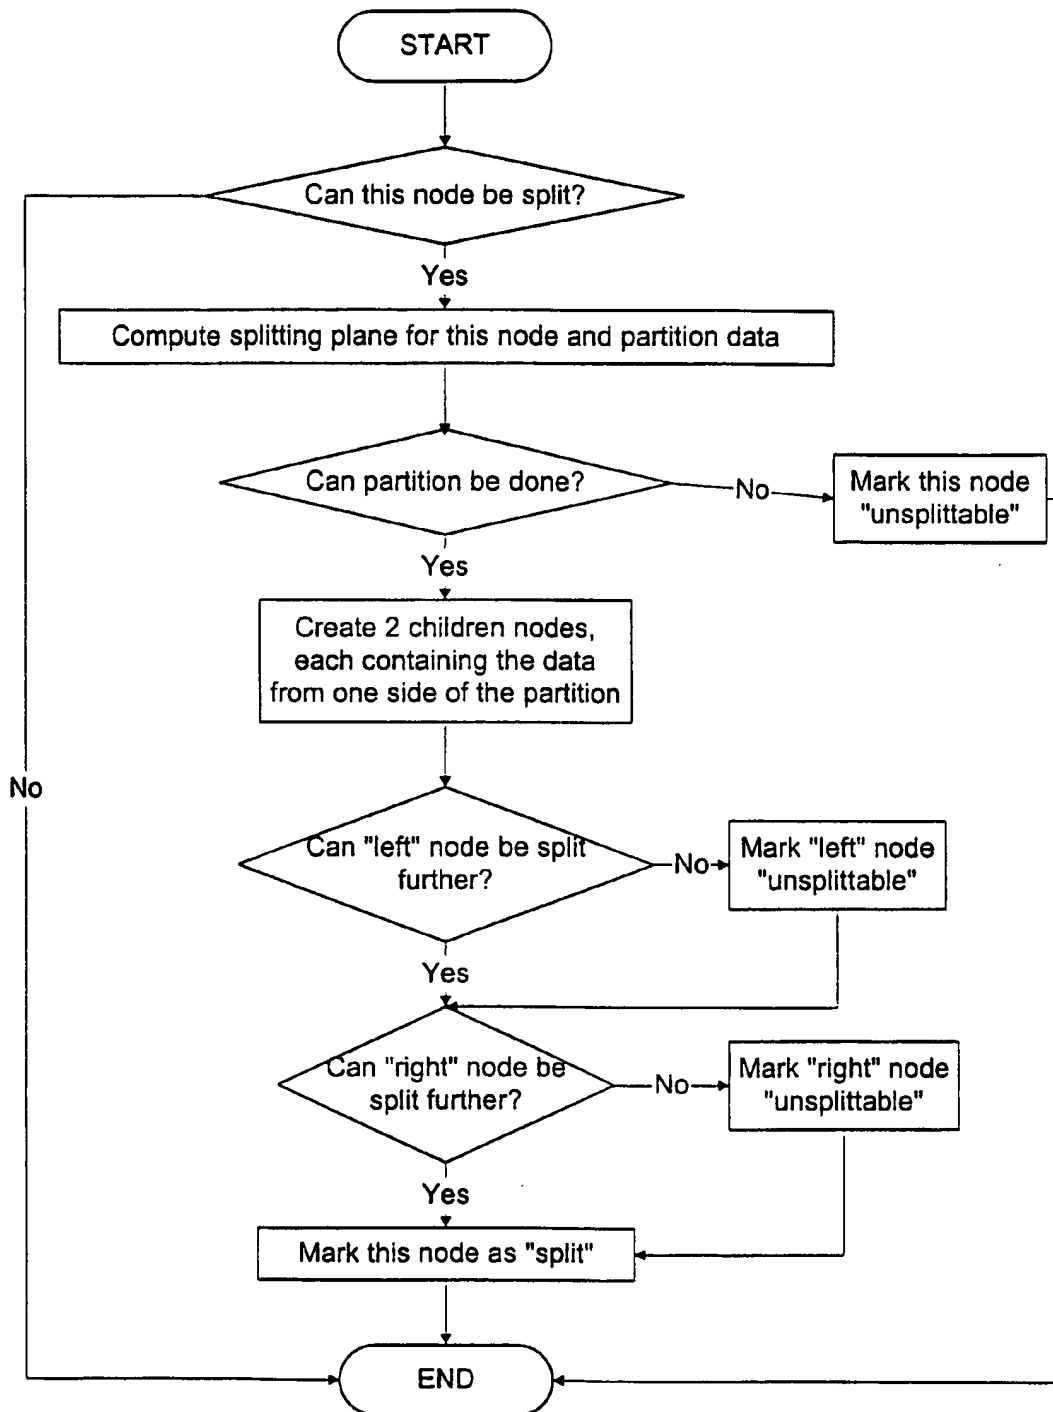 START
Can this node be split?
Yes
Compute splitting plane for this node and partition data
Can partition be done?
No
Mark this node
"unsplittable"
Yes
Create 2 children nodes,
each containing the data
from one side of the partition
No
Can "left" node be split
further?
No
Mark "left" node
"unsplittable"
Yes
Can "right" node be
split further?
No
Mark "right" node
"unsplittable"
Yes
Mark this node as "split"
END